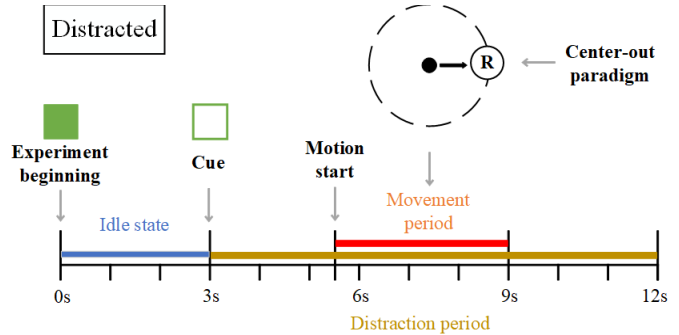 Distracted
R
Center-out
paradigm
Experiment
beginning
Cue
Motion
start
Idle state
Movement
period
0s
3s
6s
9s
12s
Distraction period